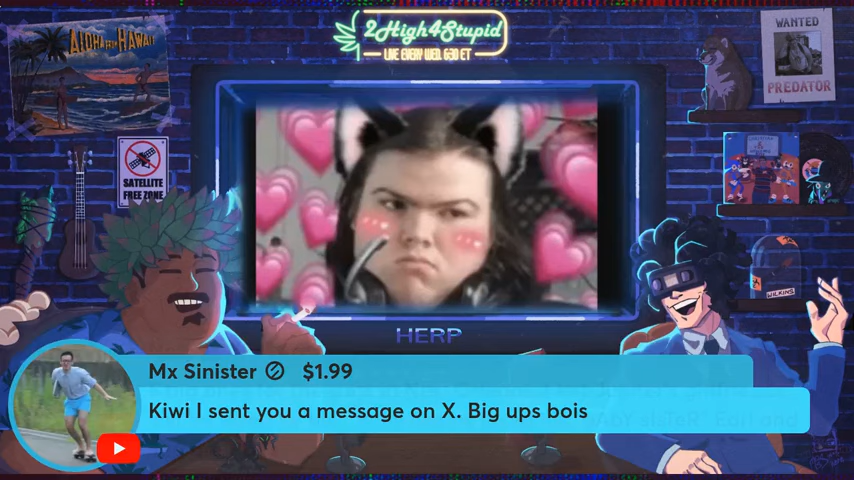 2High4Stupid
LIVE EVERY WED. 6:30 ET
ALOHA FROM HAWAII
WANTED
PREDATOR
SATELLITE
FREE ZONE
WILKINS
HERP
Mx Sinister $1.99
Kiwi I sent you a message on X. Big ups bois